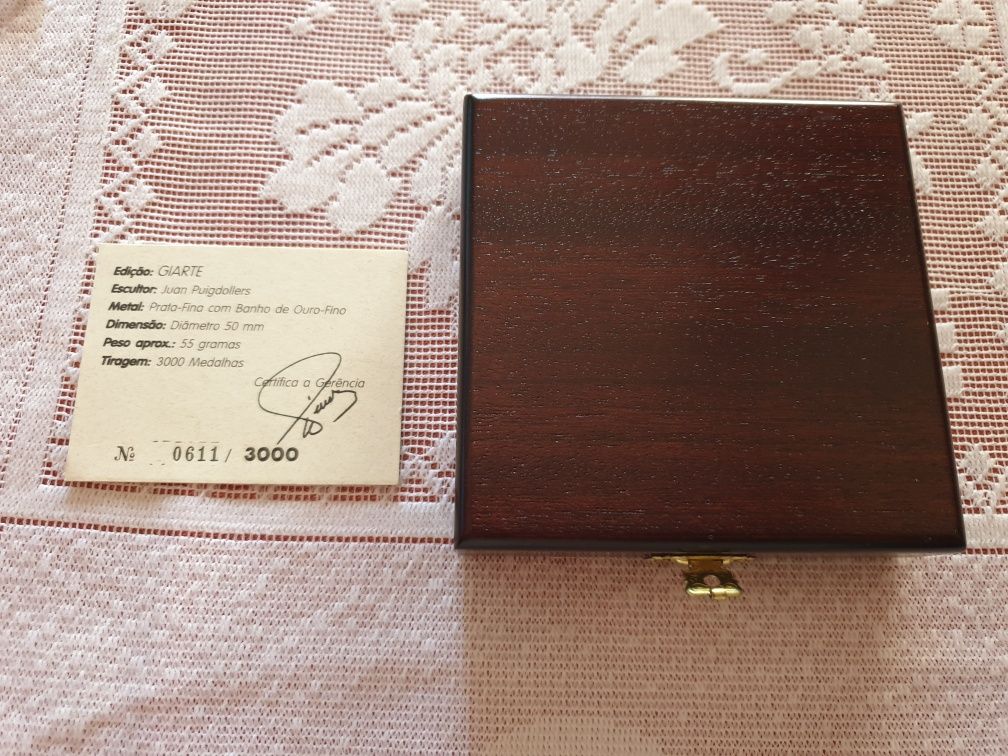 Edição: GIARTE
Escultor: Juan Puigdollers
Metal: Prata-Fina com Banho de Ouro-Fino
Dimensão: Diâmetro 50 mm
Peso aprox.: 55 gramas
Tiragem: 3000 Medalhas
Certifica a Gerência
№ 0611 / 3000